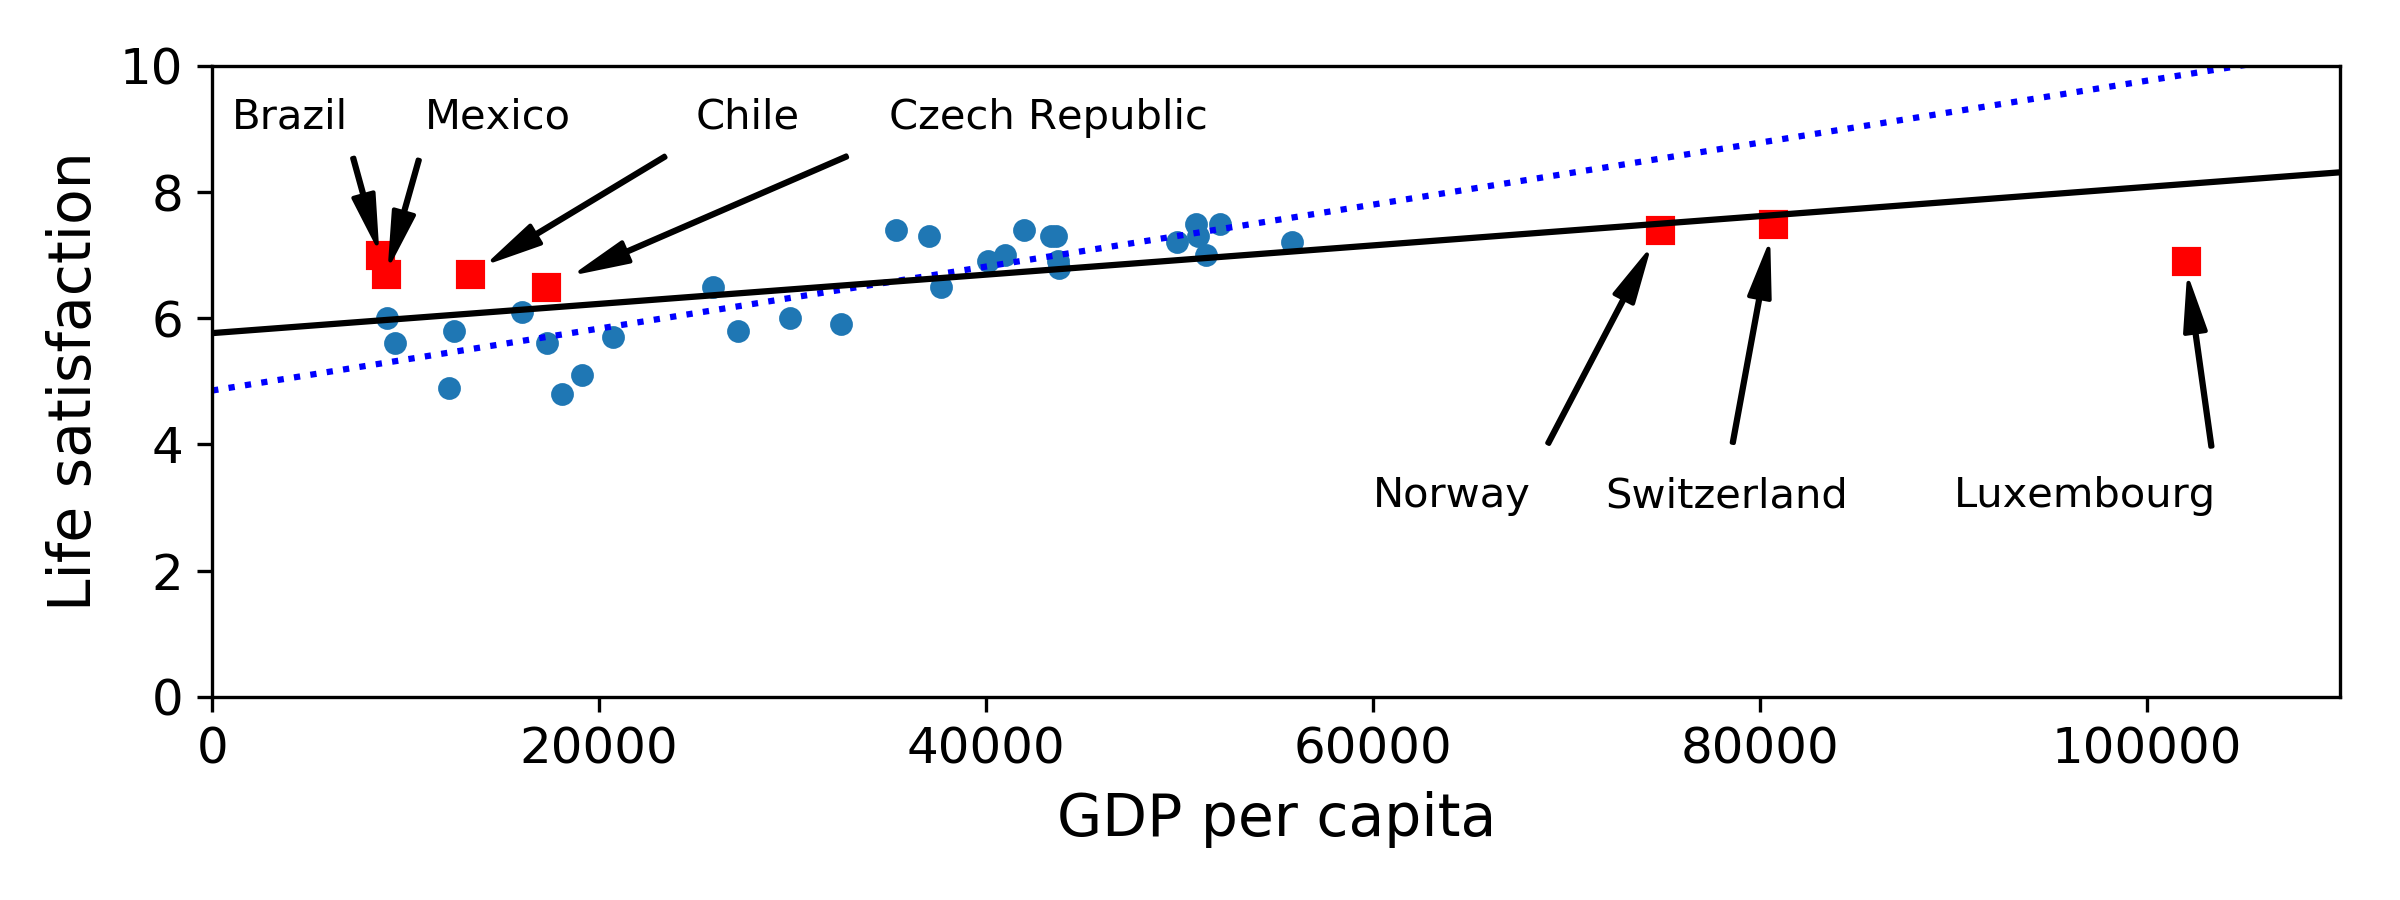 Life satisfaction
10
8
6
4
2
0
Brazil Mexico Chile Czech Republic
Norway Switzerland Luxembourg
0 20000 40000 60000 80000 100000
GDP per capita